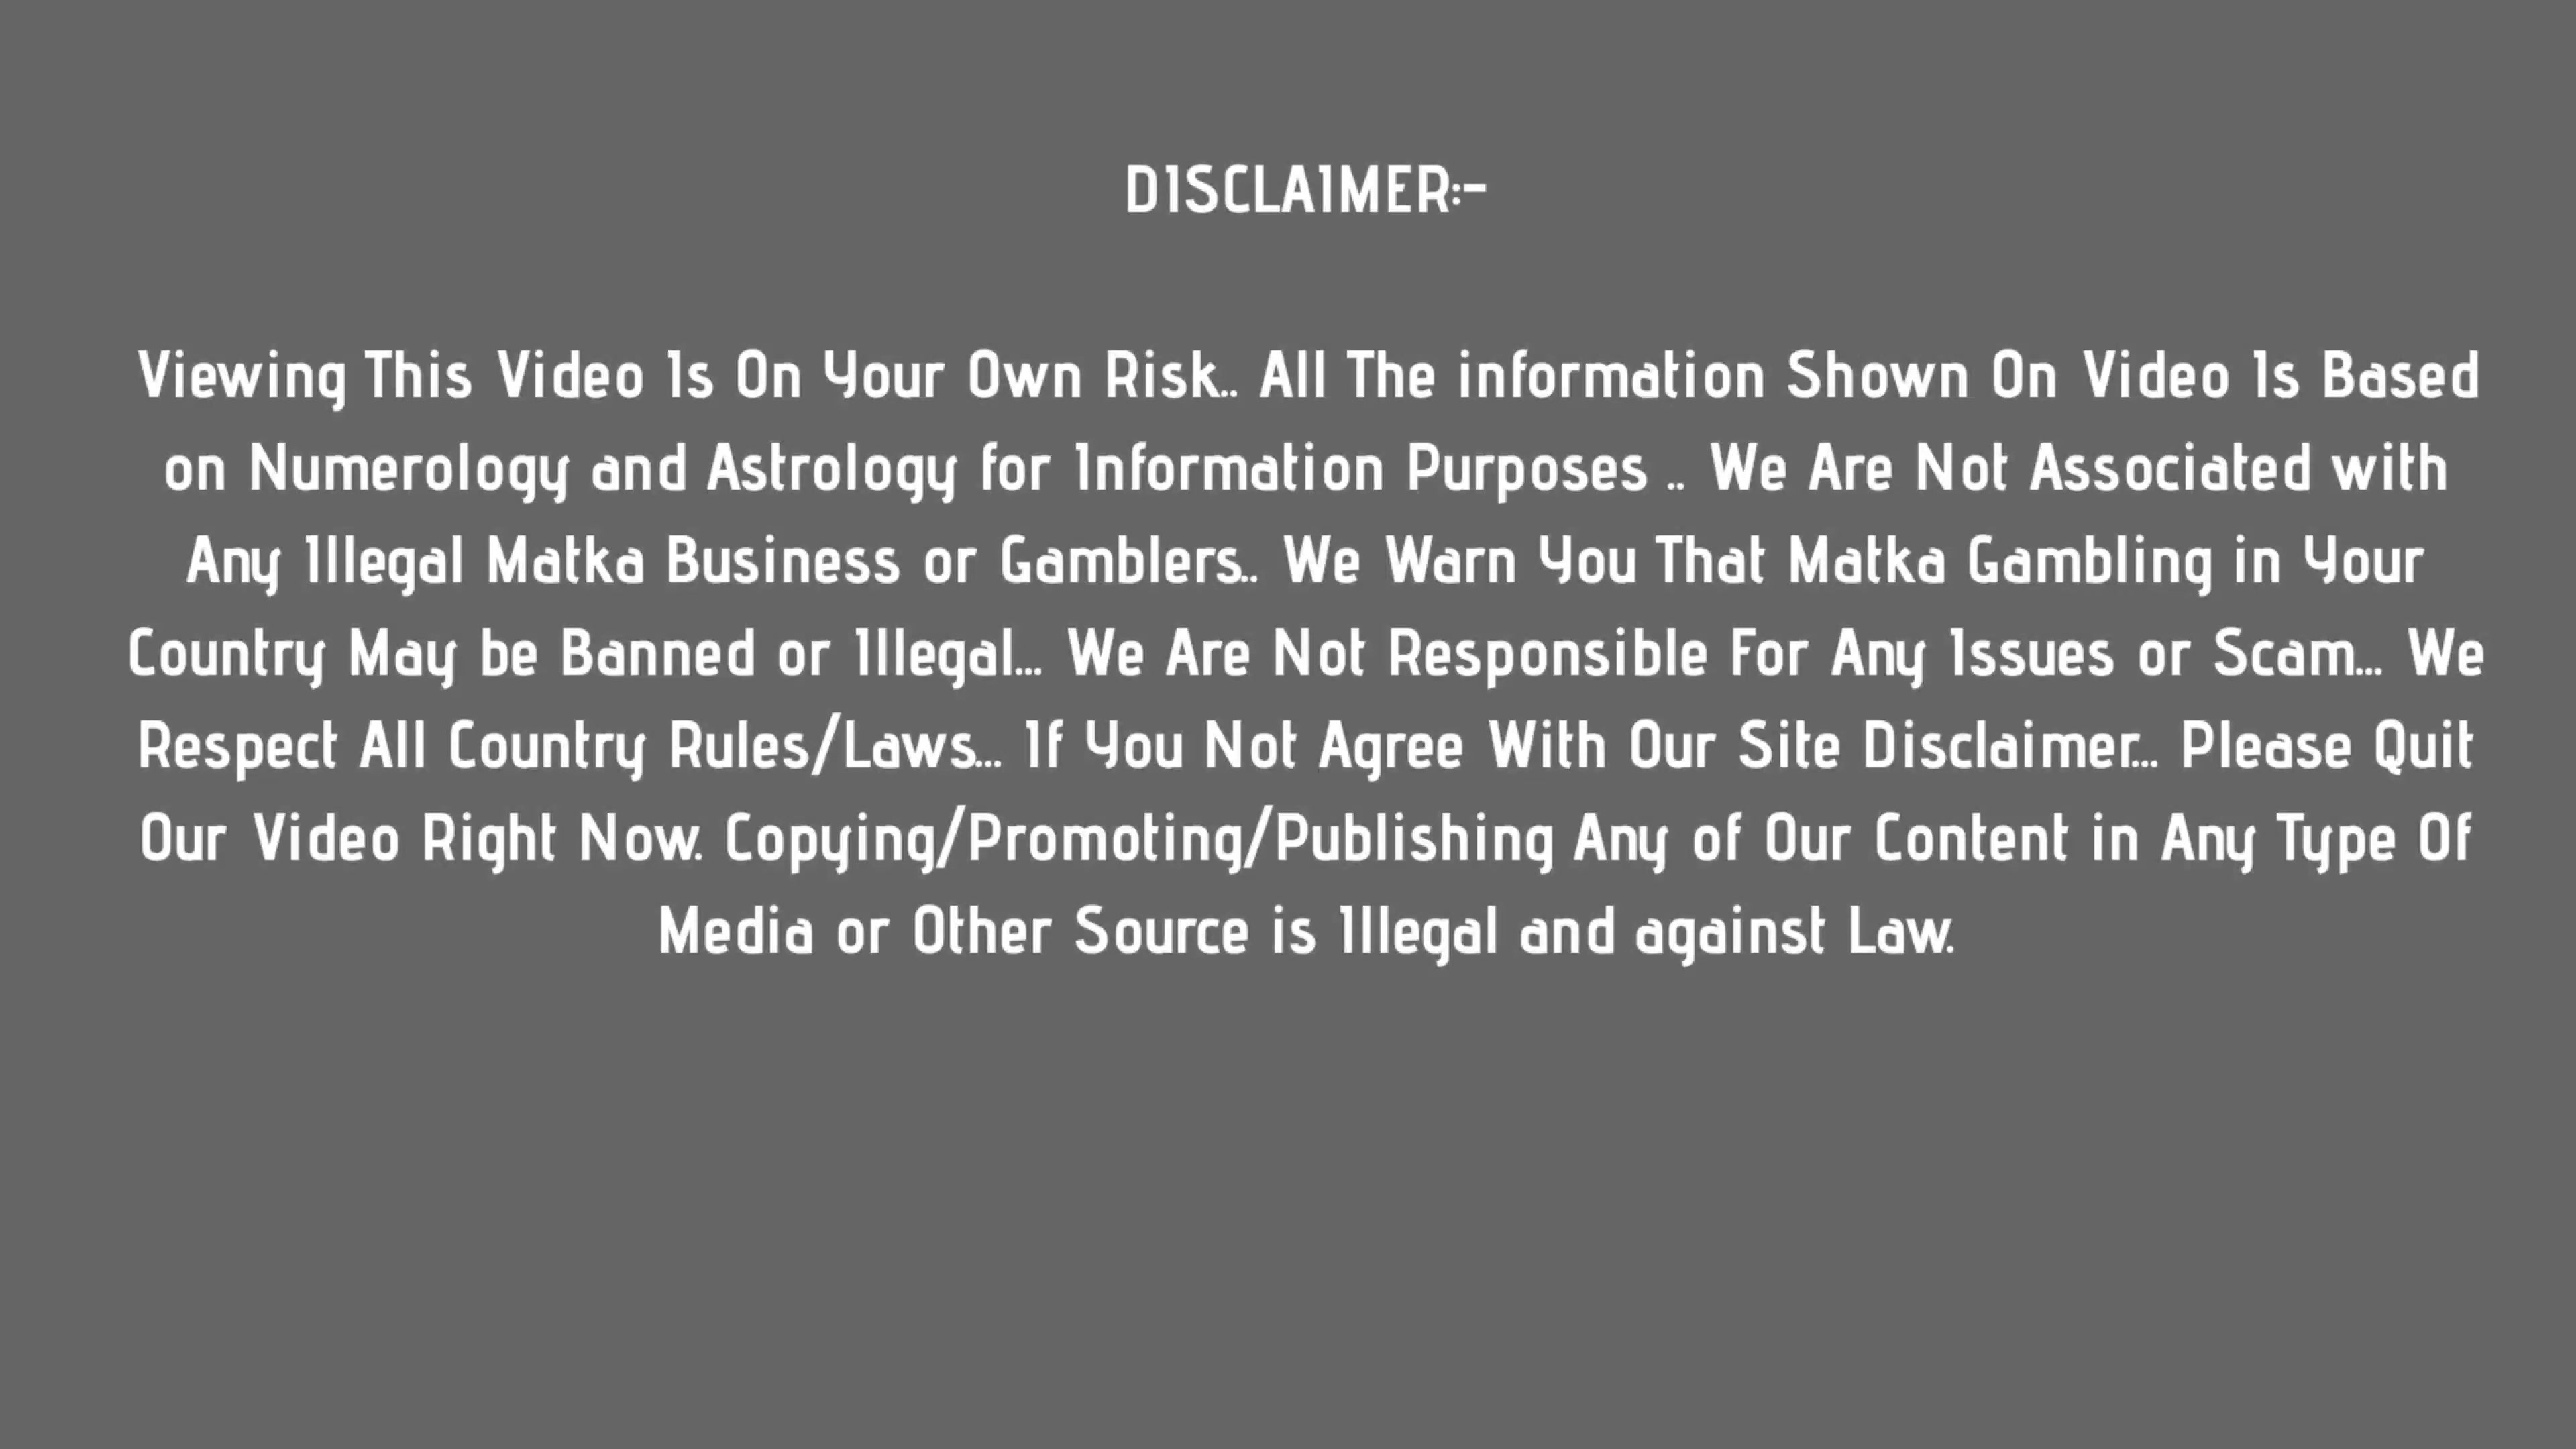 DISCLAIMER:-
Viewing This Video Is On Your Own Risk.. All The information Shown On Video Is Based
on Numerology and Astrology for Information Purposes .. We Are Not Associated with
Any Illegal Matka Business or Gamblers.. We Warn You That Matka Gambling in Your
Country May be Banned or Illegal... We Are Not Responsible For Any Issues or Scam... We
Respect All Country Rules/Laws... If You Not Agree With Our Site Disclaimer... Please Quit
Our Video Right Now. Copying/Promoting/Publishing Any of Our Content in Any Type Of
Media or Other Source is Illegal and against Law.